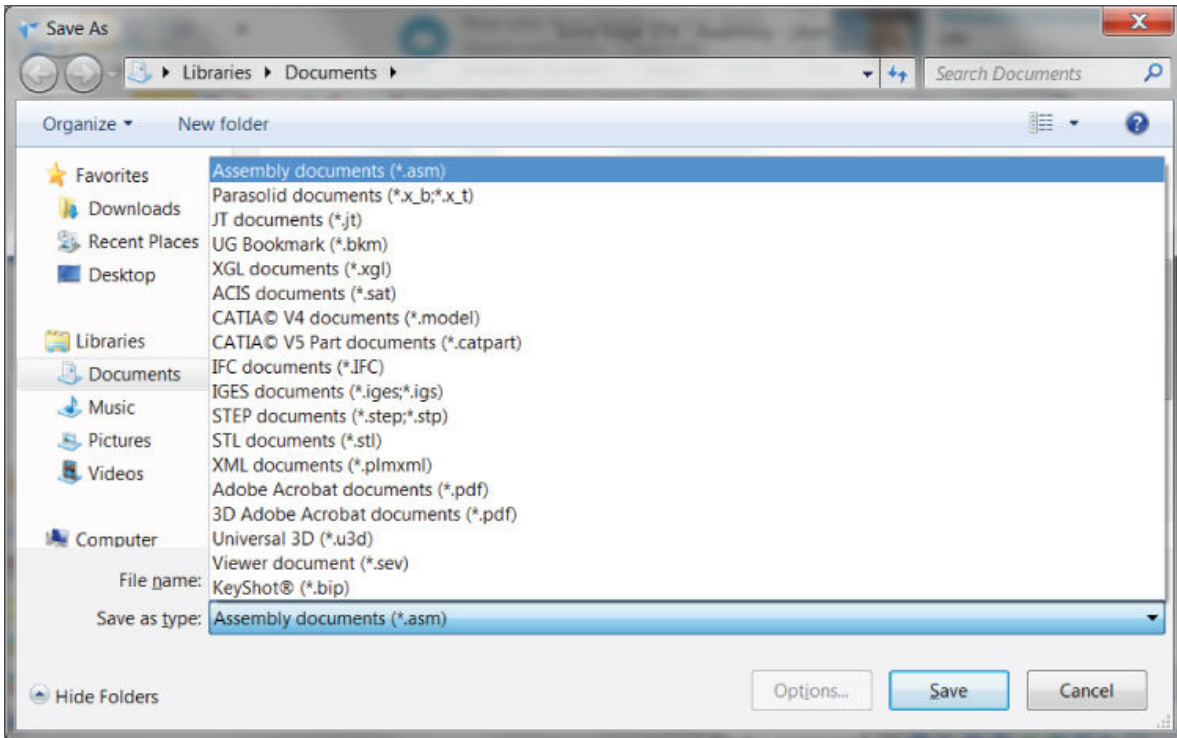 Save As
Libraries Documents
Search Documents
Organize
New folder
Favorites
Downloads
Recent Places
Desktop
Libraries
Documents
Music
Pictures
Videos
Computer
Assembly documents (*.asm)
Parasolid documents (*.x_b;*.x_t)
JT documents (*.jt)
UG Bookmark (*.bkm)
XGL documents (*.xgl)
ACIS documents (*.sat)
CATIA© V4 documents (*.model)
CATIA© V5 Part documents (*.catpart)
IFC documents (*.IFC)
IGES documents (*.iges;*.igs)
STEP documents (*.step;*.stp)
STL documents (*.stl)
XML documents (*.plmxml)
Adobe Acrobat documents (*.pdf)
3D Adobe Acrobat documents (*.pdf)
Universal 3D (*.u3d)
Viewer document (*.sev)
KeyShot® (*.bip)
File name:
Save as type: Assembly documents (*.asm)
Hide Folders
Options...
Save
Cancel